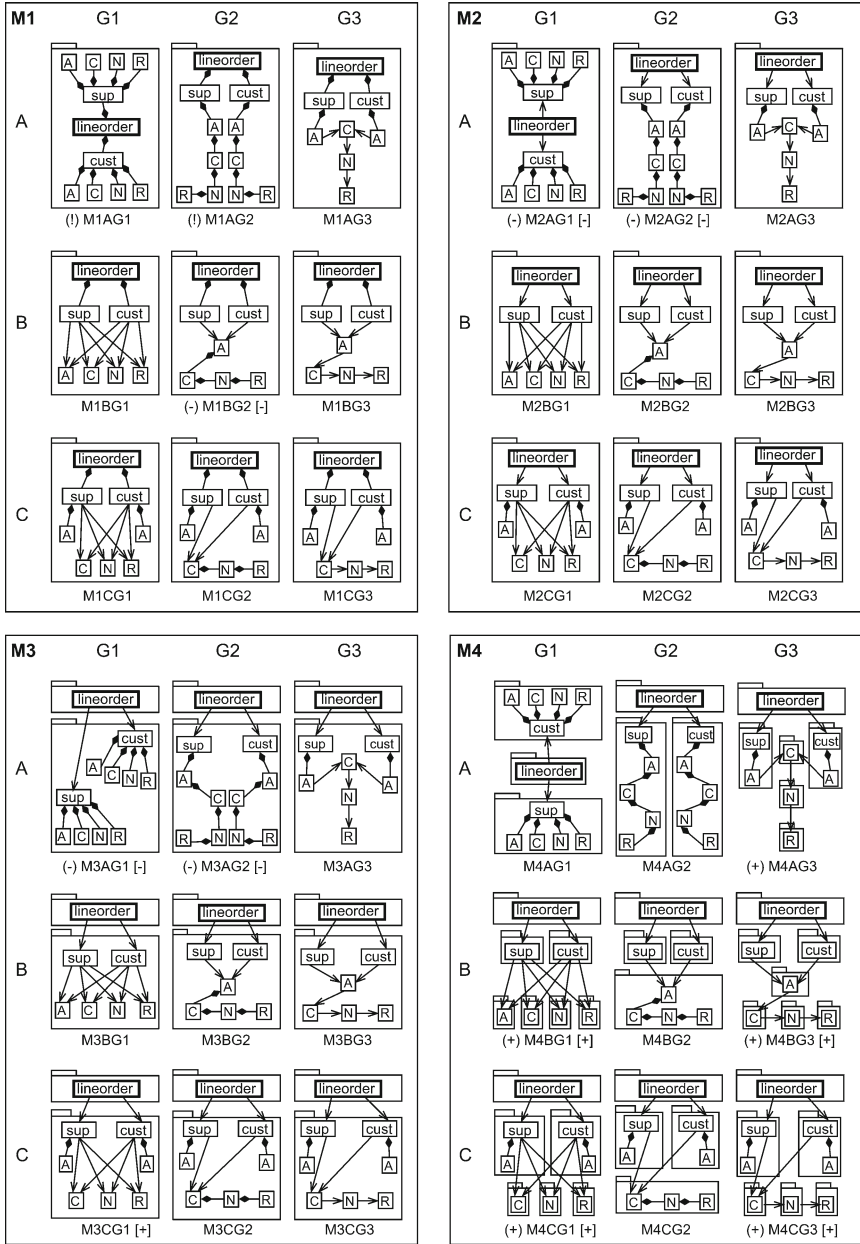 M1 G1 G2 G3
A
lineorder lineorder
A C N R
sup cust sup cust
sup
lineorder A A A C A
cust C C N
A C N R R N N R R
(!) M1AG1 (!) M1AG2 M1AG3
B
lineorder lineorder lineorder
sup cust sup cust sup cust
A A
A C N R C N R C N R
M1BG1 (-) M1BG2 [-] M1BG3
C
lineorder lineorder lineorder
sup cust sup cust sup cust
A A A A A A
C N R C N R C N R
M1CG1 M1CG2 M1CG3
M2 G1 G2 G3
A
lineorder lineorder
A C N R
sup cust sup cust
sup
lineorder A A A C A
cust C C N
A C N R R N N R R
(-) M2AG1 [-] (-) M2AG2 [-] M2AG3
B
lineorder lineorder lineorder
sup cust sup cust sup cust
A A
A C N R C N R C N R
M2BG1 M2BG2 M2BG3
C
lineorder lineorder lineorder
sup cust sup cust sup cust
A A A A A A
C N R C N R C N R
M2CG1 M2CG2 M2CG3
M3 G1 G2 G3
A
lineorder lineorder lineorder
cust sup cust sup cust
A C N R A A A C A
sup C C N
A C N R R N N R R
(-) M3AG1 [-] (-) M3AG2 [-] M3AG3
B
lineorder lineorder lineorder
sup cust sup cust sup cust
A A
A C N R C N R C N R
M3BG1 M3BG2 M3BG3
C
lineorder lineorder lineorder
sup cust sup cust sup cust
A A A A A A
C N R C N R C N R
M3CG1 [+] M3CG2 M3CG3
M4 G1 G2 G3
A
A C N R lineorder lineorder
cust sup cust sup C cust
lineorder A A A A
sup C C N
A C N R N N R
R R
M4AG1 M4AG2 (+) M4AG3
B
lineorder lineorder lineorder
sup cust sup cust sup cust
A A
A C N R C N R C N R
(+) M4BG1 [+] M4BG2 (+) M4BG3 [+]
C
lineorder lineorder lineorder
sup cust sup cust sup cust
A A A A A A
C N R C N R C N R
(+) M4CG1 [+] M4CG2 (+) M4CG3 [+]